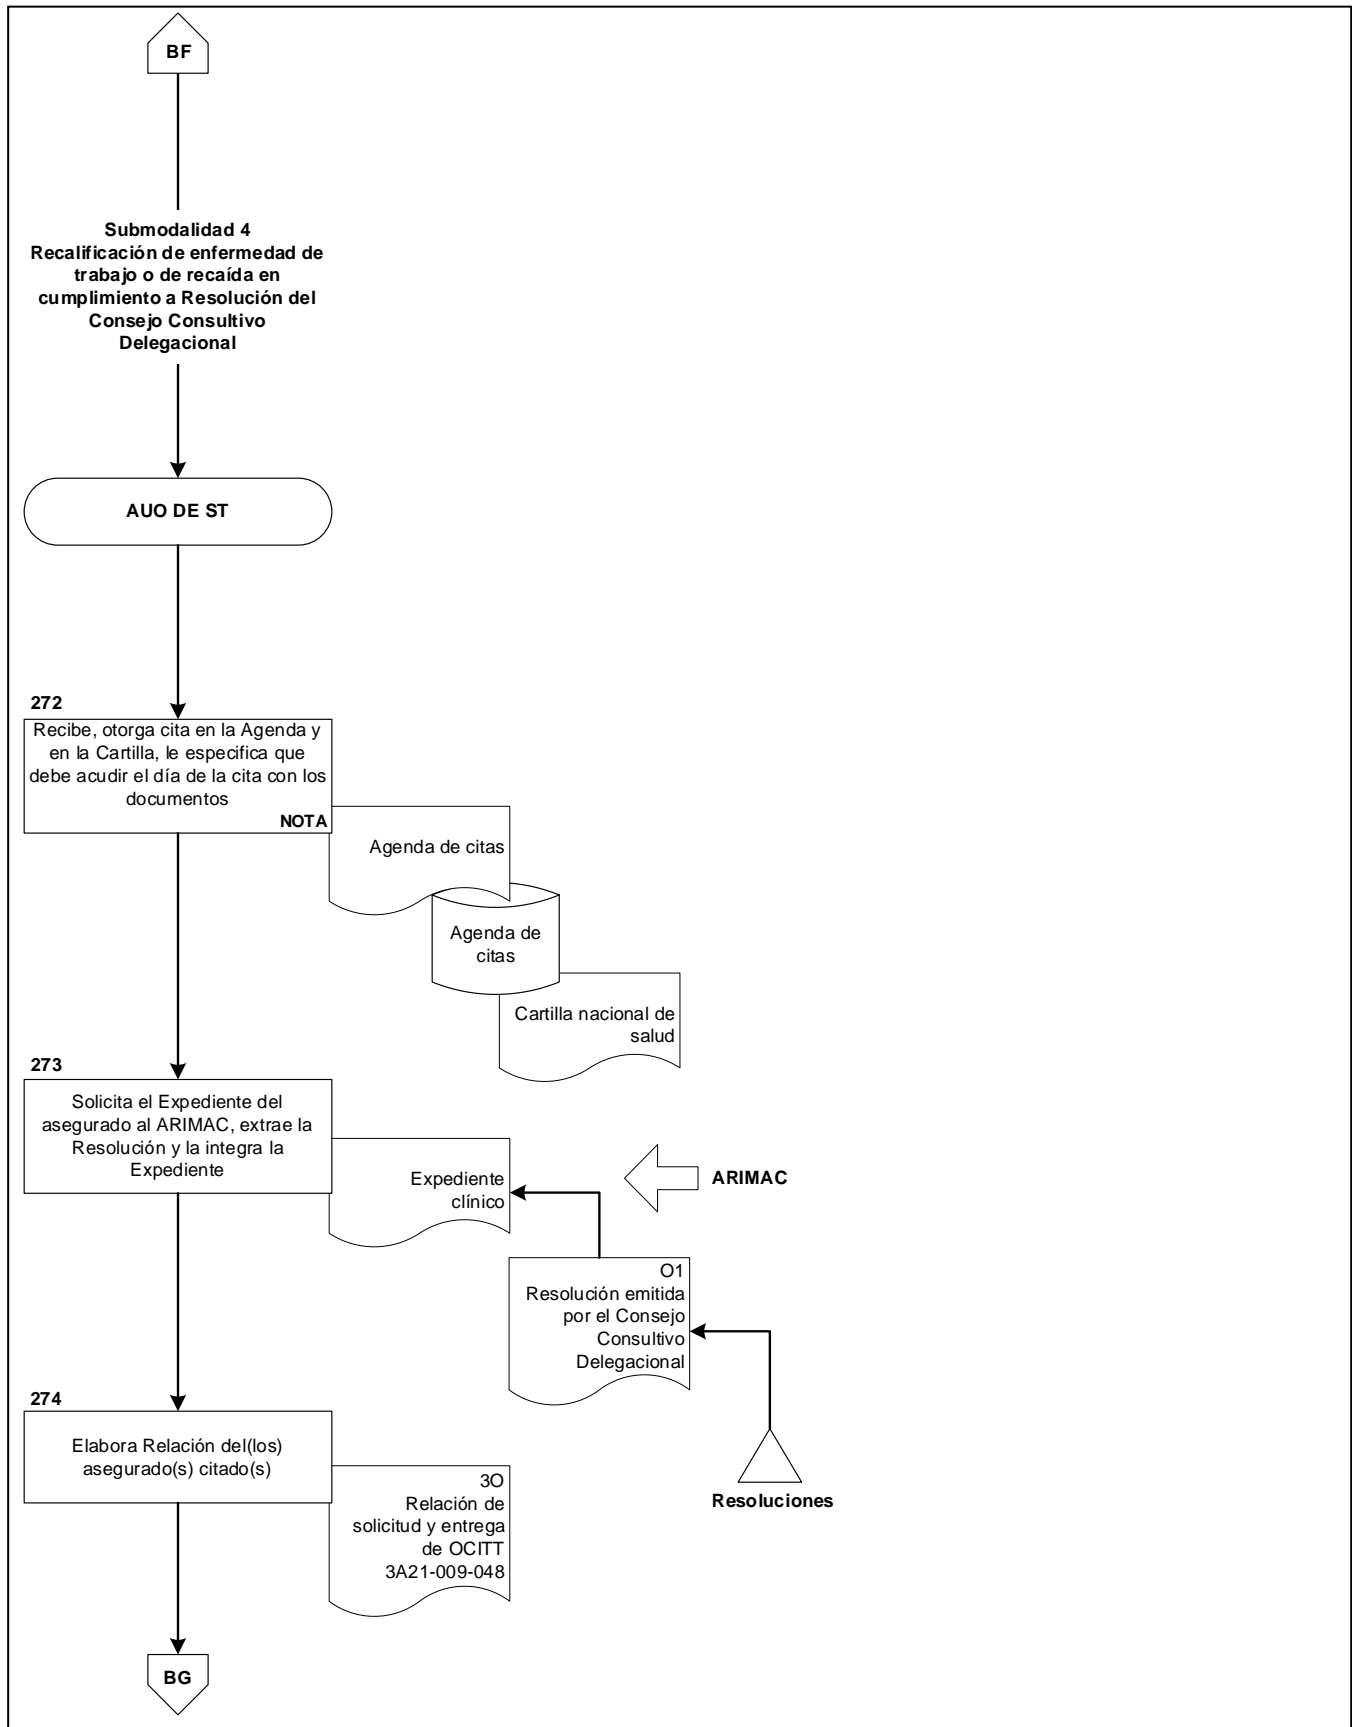 BF
Submodalidad 4
Recalificación de enfermedad de
trabajo o de recaída en
cumplimiento a Resolución del
Consejo Consultivo
Delegacional
AUO DE ST
272
Recibe, otorga cita en la Agenda y
en la Cartilla, le especifica que
debe acudir el día de la cita con los
documentos
NOTA
Agenda de citas
Agenda de
citas
Cartilla nacional de
salud
273
Solicita el Expediente del
asegurado al ARIMAC, extrae la
Resolución y la integra la
Expediente
Expediente
clínico
ARIMAC
O1
Resolución emitida
por el Consejo
Consultivo
Delegacional
Resoluciones
274
Elabora Relación del(los)
asegurado(s) citado(s)
3O
Relación de
solicitud y entrega
de OCITT
3A21-009-048
BG